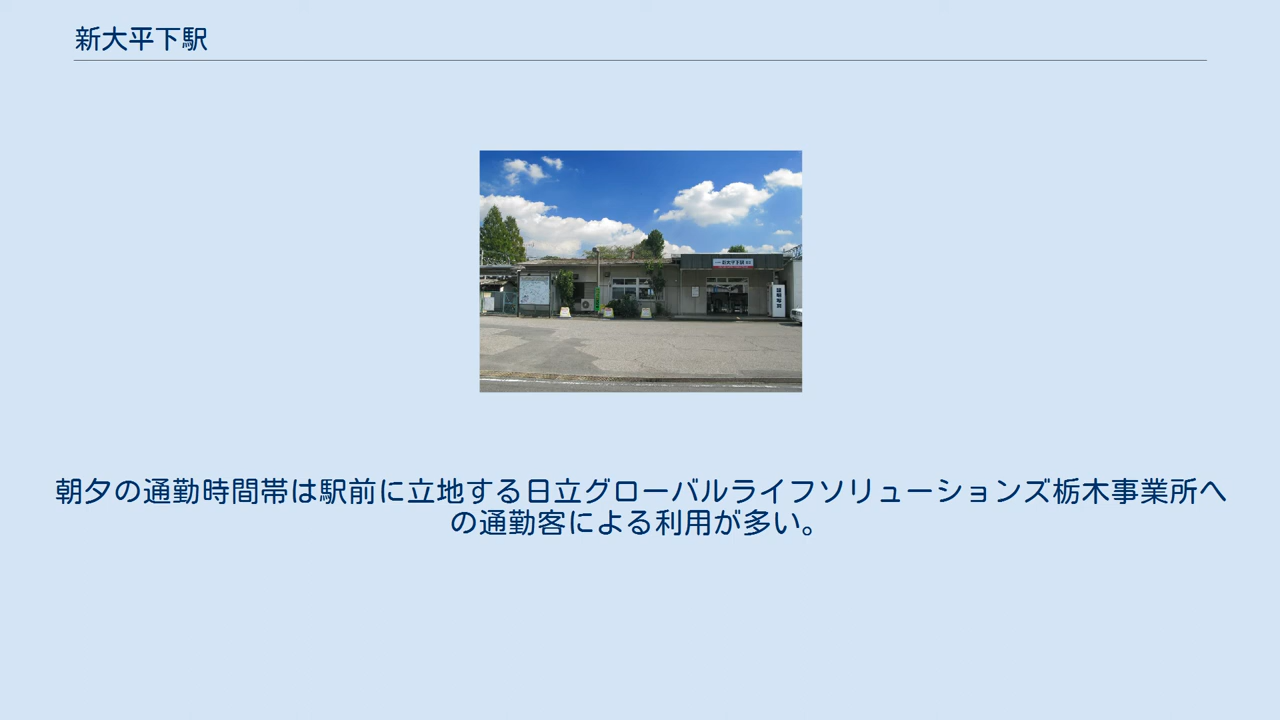 新大平下駅
朝夕の通勤時間帯は駅前に立地する日立グローバルライフソリューションズ栃木事業所へ
の通勤客による利用が多い。